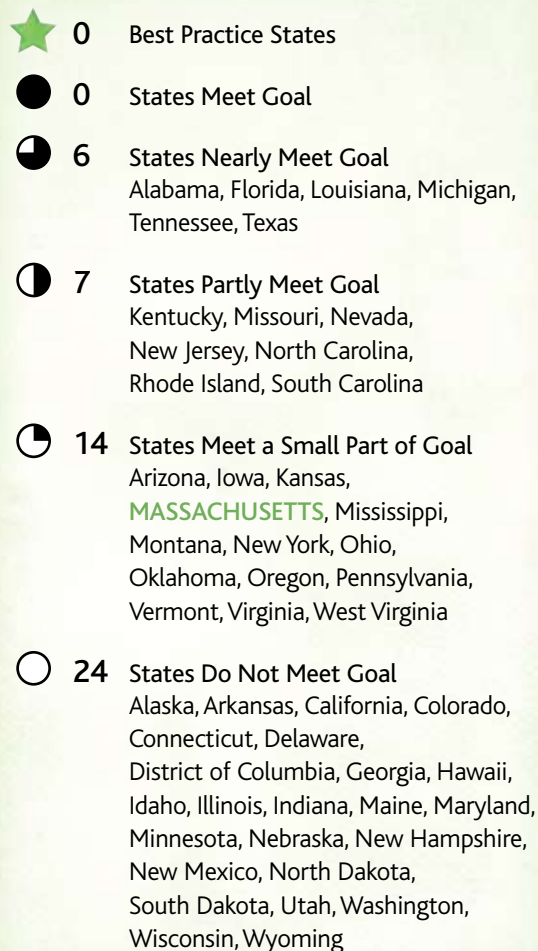 0 Best Practice States
0 States Meet Goal
6 States Nearly Meet Goal
Alabama, Florida, Louisiana, Michigan,
Tennessee, Texas
7 States Partly Meet Goal
Kentucky, Missouri, Nevada,
New Jersey, North Carolina,
Rhode Island, South Carolina
14 States Meet a Small Part of Goal
Arizona, Iowa, Kansas,
MASSACHUSETTS, Mississippi,
Montana, New York, Ohio,
Oklahoma, Oregon, Pennsylvania,
Vermont, Virginia, West Virginia
24 States Do Not Meet Goal
Alaska, Arkansas, California, Colorado,
Connecticut, Delaware,
District of Columbia, Georgia, Hawaii,
Idaho, Illinois, Indiana, Maine, Maryland,
Minnesota, Nebraska, New Hampshire,
New Mexico, North Dakota,
South Dakota, Utah, Washington,
Wisconsin, Wyoming